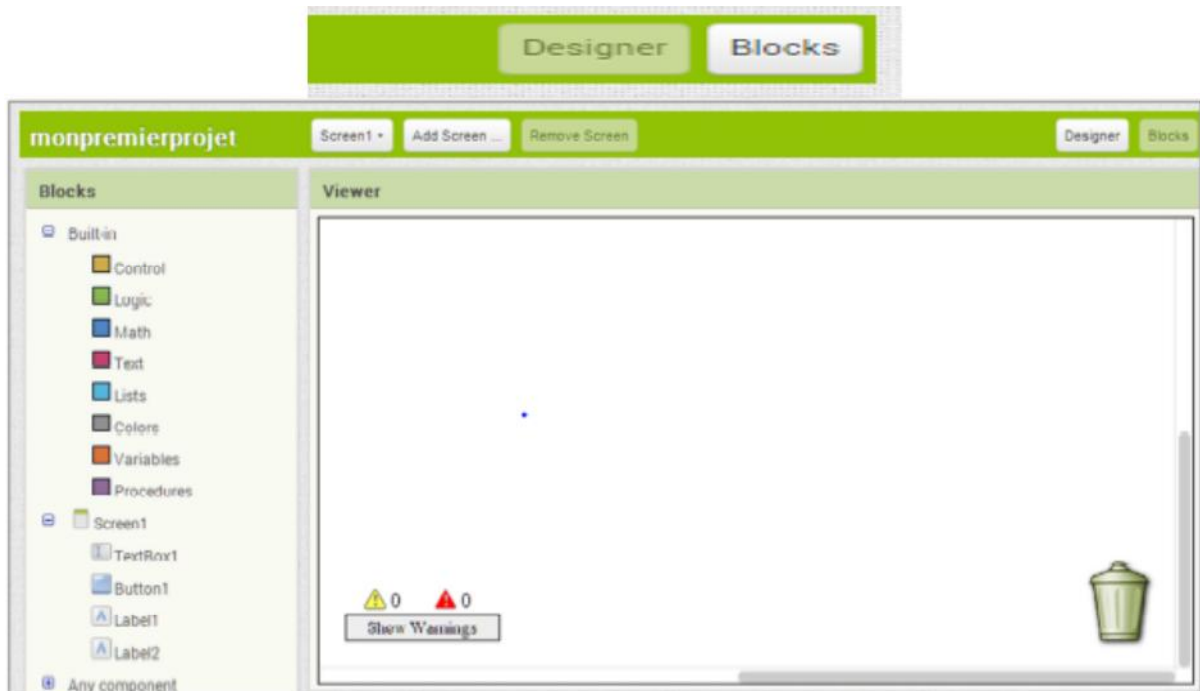 Designer Blocks
monpremierprojet Screen1 Add Screen ... Remove Screen Designer Blocks
Blocks Viewer
Built-in
Control
Logic
Math
Text
Lists
Colors
Variables
Procedures
Screen1
TextBox1
Button1
Label1
Label2
0 0
Show Warnings
Any component